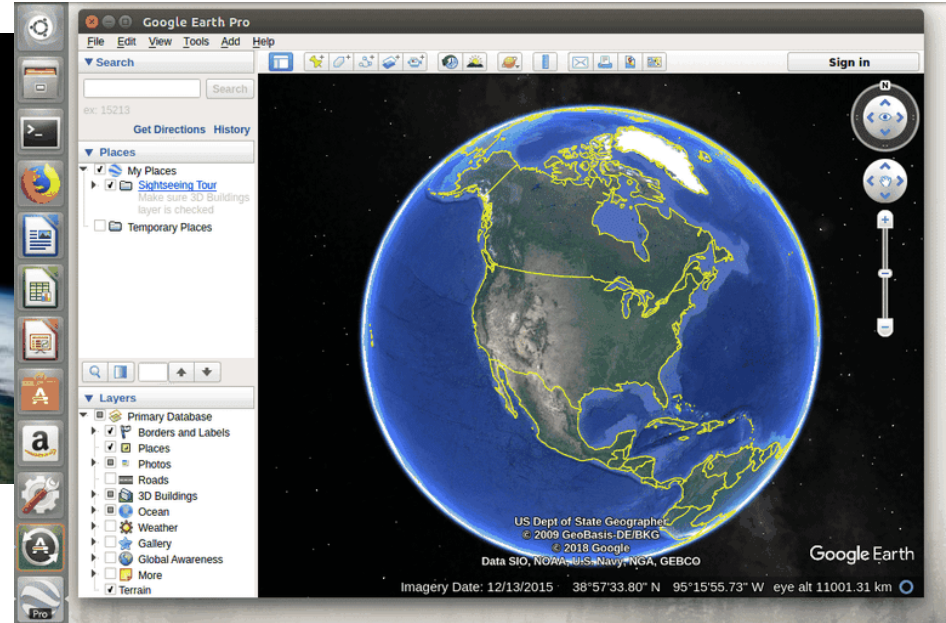 Google Earth Pro
File Edit View Tools Add Help
Search
Search
ex: 15213
Get Directions History
Places
My Places
Sightseeing Tour
Make sure 3D Buildings
layer is checked
Temporary Places
Layers
Primary Database
Borders and Labels
Places
Photos
Roads
3D Buildings
Ocean
Weather
Gallery
Global Awareness
More
Terrain
Sign in
N
US Dept of State Geographer
© 2009 GeoBasis-DE/BKG
© 2018 Google
Data SIO, NOAA, U.S. Navy, NGA, GEBCO
Google Earth
Imagery Date: 12/13/2015 38°57'33.80" N 95°15'55.73" W eye alt 11001.31 km
>_
A
a
A
Pro